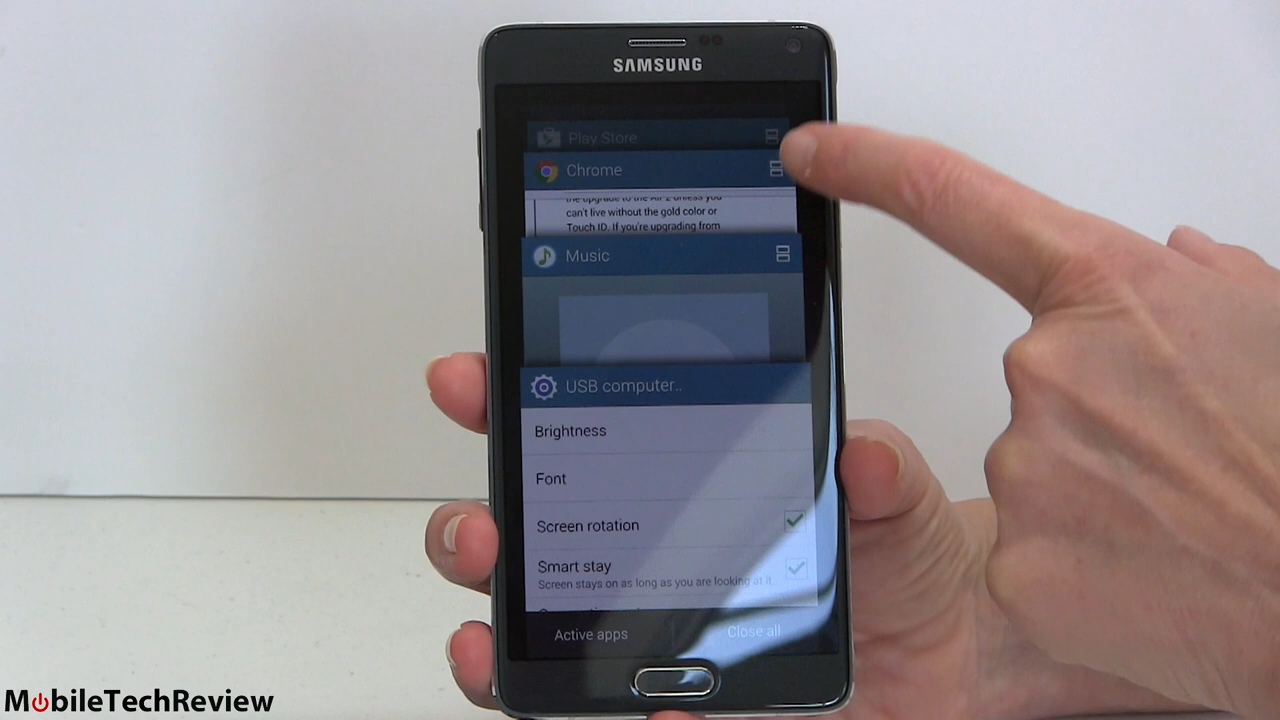 SAMSUNG
Play Store
Chrome
the upgrade to the Air 2 unless you
can't live without the gold color or
Touch ID. If you're upgrading from
Music
USB computer..
Brightness
Font
Screen rotation
Smart stay
Screen stays on as long as you are looking at it.
Active apps
Close all
MobileTechReview